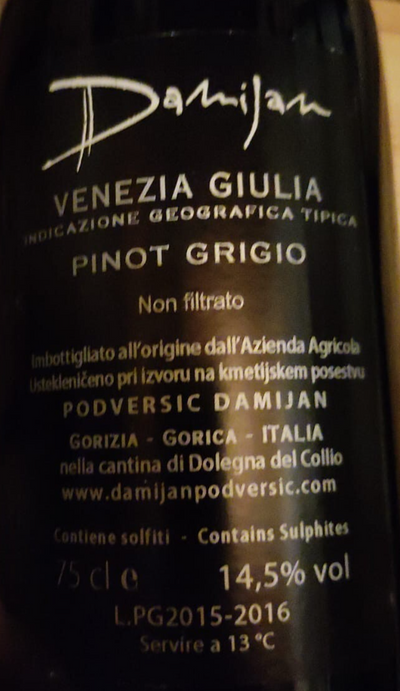 Damijan
VENEZIA GIULIA
INDICAZIONE GEOGRAFICA TIPICA
PINOT GRIGIO
Non filtrato
Imbottigliato all'origine dall'Azienda Agricola
Ustekleničeno pri izvoru na kmetijskem posestvu
PODVERSIC DAMIJAN
GORIZIA - GORICA - ITALIA
nella cantina di Dolegna del Collio
www.damijanpodversic.com
Contiene solfiti - Contains Sulphites
75 cl e 14,5% vol
L.PG2015-2016
Servire a 13 °C